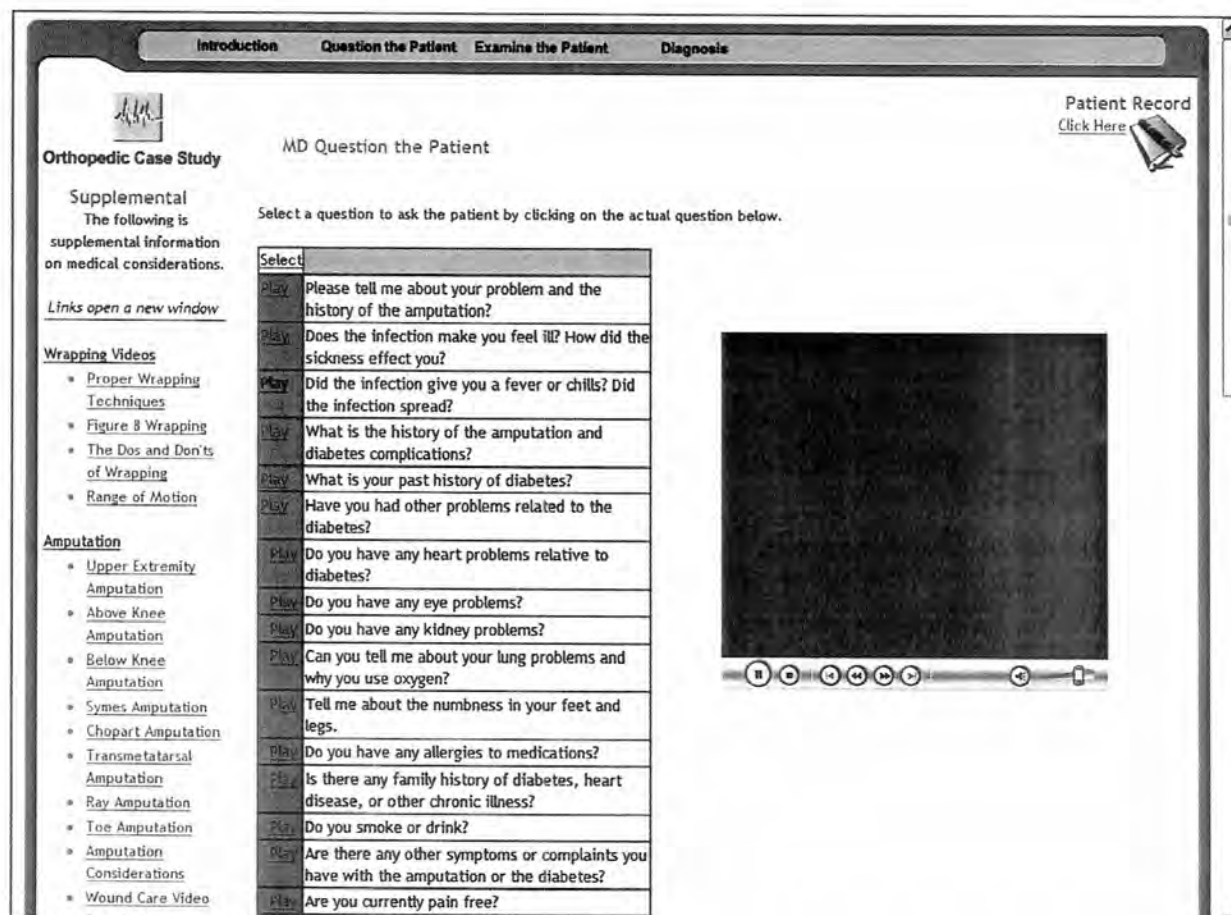 Introduction Question the Patient Examine the Patient Diagnosis
Patient Record
Click Here
Orthopedic Case Study
MD Question the Patient
Supplemental
The following is
supplemental information
on medical considerations.
Links open a new window
Wrapping Videos
Proper Wrapping
Techniques
Figure 8 Wrapping
The Dos and Don'ts
of Wrapping
Range of Motion
Amputation
Upper Extremity
Amputation
Above Knee
Amputation
Below Knee
Amputation
Symes Amputation
Chopart Amputation
Transmetatarsal
Amputation
Ray Amputation
Toe Amputation
Amputation
Considerations
Wound Care Video
Select a question to ask the patient by clicking on the actual question below.
Select
Play Please tell me about your problem and the
history of the amputation?
Play Does the infection make you feel ill? How did the
sickness effect you?
Play Did the infection give you a fever or chills? Did
the infection spread?
Play What is the history of the amputation and
diabetes complications?
Play What is your past history of diabetes?
Play Have you had other problems related to the
diabetes?
Play Do you have any heart problems relative to
diabetes?
Play Do you have any eye problems?
Play Do you have any kidney problems?
Play Can you tell me about your lung problems and
why you use oxygen?
Play Tell me about the numbness in your feet and
legs.
Play Do you have any allergies to medications?
Play Is there any family history of diabetes, heart
disease, or other chronic illness?
Play Do you smoke or drink?
Play Are there any other symptoms or complaints you
have with the amputation or the diabetes?
Play Are you currently pain free?